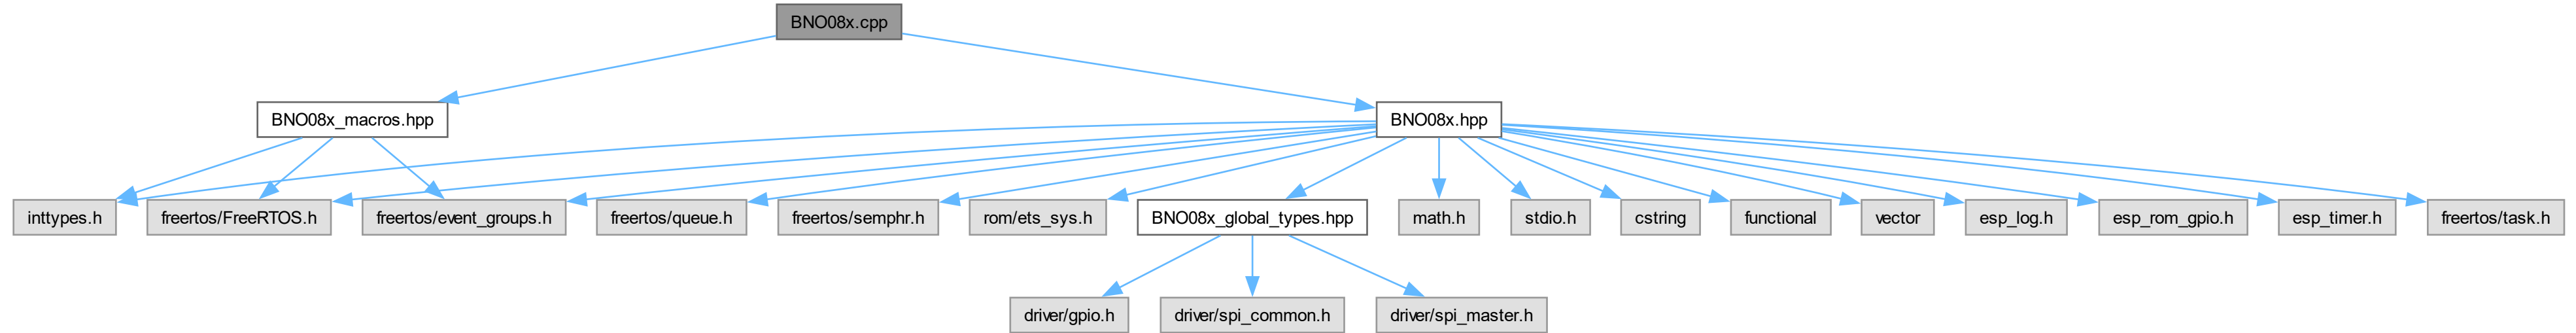 BNO08x.cpp
BNO08x_macros.hpp
BNO08x.hpp
inttypes.h
freertos/FreeRTOS.h
freertos/event_groups.h
freertos/queue.h
freertos/semphr.h
rom/ets_sys.h
BNO08x_global_types.hpp
math.h
stdio.h
cstring
functional
vector
esp_log.h
esp_rom_gpio.h
esp_timer.h
freertos/task.h
driver/gpio.h
driver/spi_common.h
driver/spi_master.h